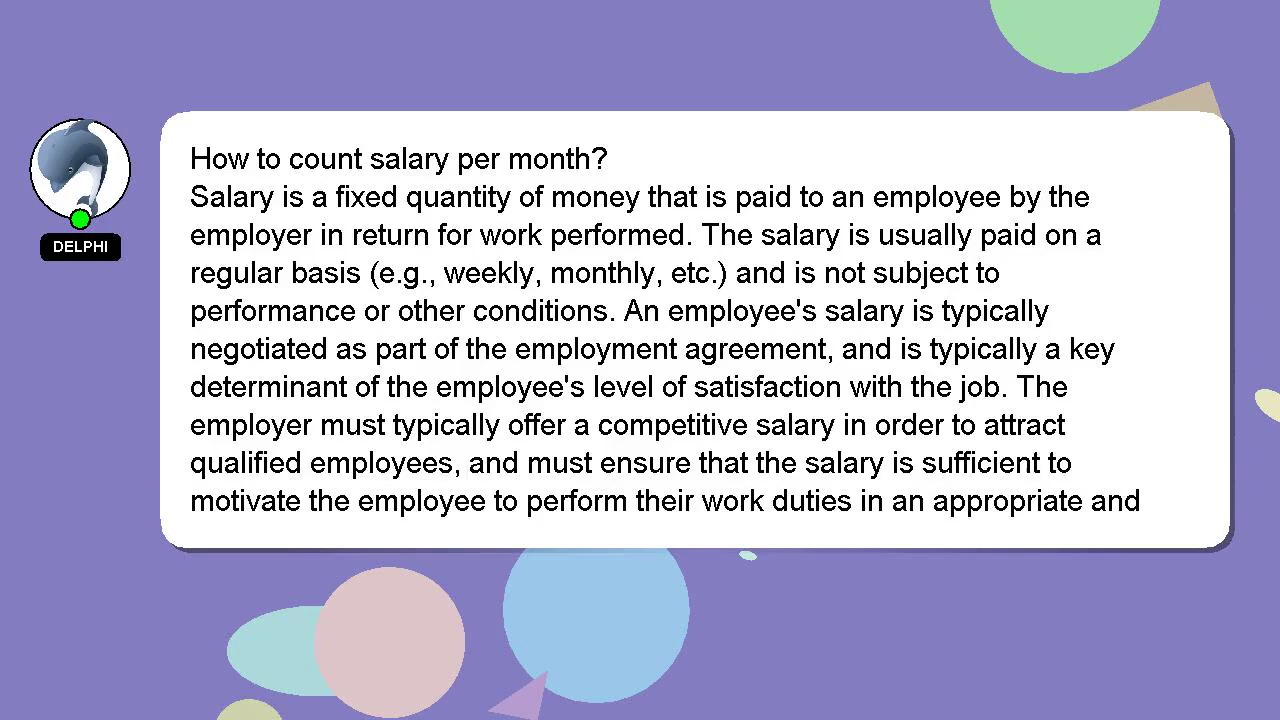 How to count salary per month?
Salary is a fixed quantity of money that is paid to an employee by the
employer in return for work performed. The salary is usually paid on a
regular basis (e.g., weekly, monthly, etc.) and is not subject to
performance or other conditions. An employee's salary is typically
negotiated as part of the employment agreement, and is typically a key
determinant of the employee's level of satisfaction with the job. The
employer must typically offer a competitive salary in order to attract
qualified employees, and must ensure that the salary is sufficient to
motivate the employee to perform their work duties in an appropriate and
DELPHI